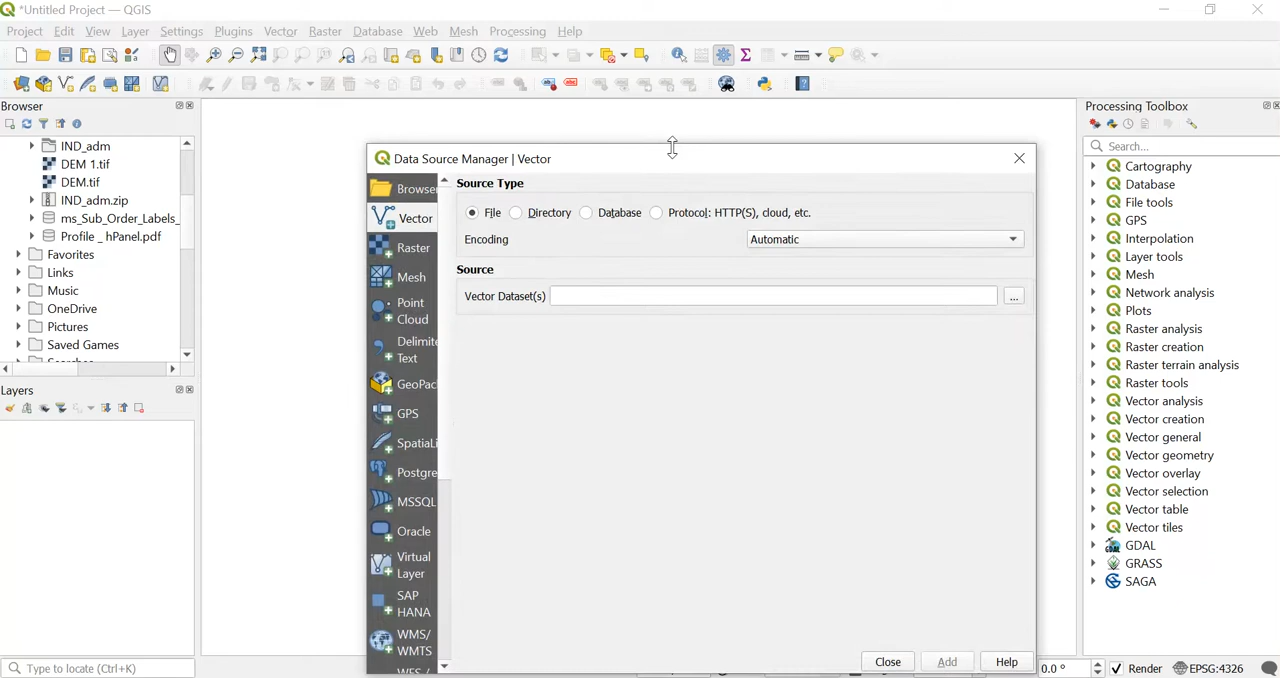 *Untitled Project — QGIS
Project Edit View Layer Settings Plugins Vector Raster Database Web Mesh Processing Help
Browser
IND_adm
DEM 1.tif
DEM.tif
IND_adm.zip
ms_Sub_Order_Labels_
Profile _ hPanel.pdf
Favorites
Links
Music
OneDrive
Pictures
Saved Games
Layers
Type to locate (Ctrl+K)
Data Source Manager | Vector
Browser
Vector
Raster
Mesh
Point
Cloud
Delimite
Text
GeoPac
GPS
SpatiaLi
Postgre
MSSQL
Oracle
Virtual
Layer
SAP
HANA
WMS/
WMTS
WFS /
Source Type
File Directory Database Protocol: HTTP(S), cloud, etc.
Encoding Automatic
Source
Vector Dataset(s) ...
Close Add Help
Processing Toolbox
Search...
Cartography
Database
File tools
GPS
Interpolation
Layer tools
Mesh
Network analysis
Plots
Raster analysis
Raster creation
Raster terrain analysis
Raster tools
Vector analysis
Vector creation
Vector general
Vector geometry
Vector overlay
Vector selection
Vector table
Vector tiles
GDAL
GRASS
SAGA
0.0 ° Render EPSG:4326